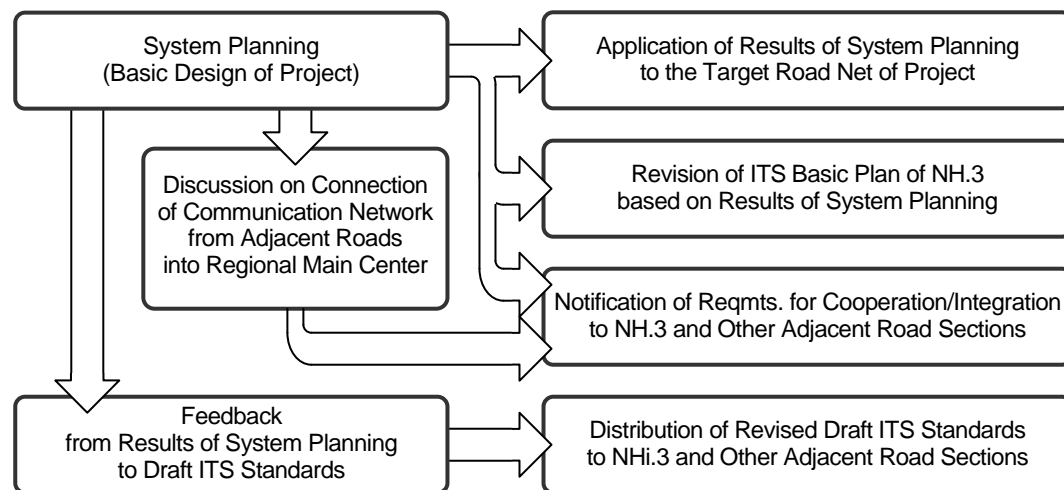 System Planning
(Basic Design of Project)
Application of Results of System Planning
to the Target Road Net of Project
Discussion on Connection
of Communication Network
from Adjacent Roads
into Regional Main Center
Revision of ITS Basic Plan of NH.3
based on Results of System Planning
Notification of Reqmts. for Cooperation/Integration
to NH.3 and Other Adjacent Road Sections
Feedback
from Results of System Planning
to Draft ITS Standards
Distribution of Revised Draft ITS Standards
to NHi.3 and Other Adjacent Road Sections